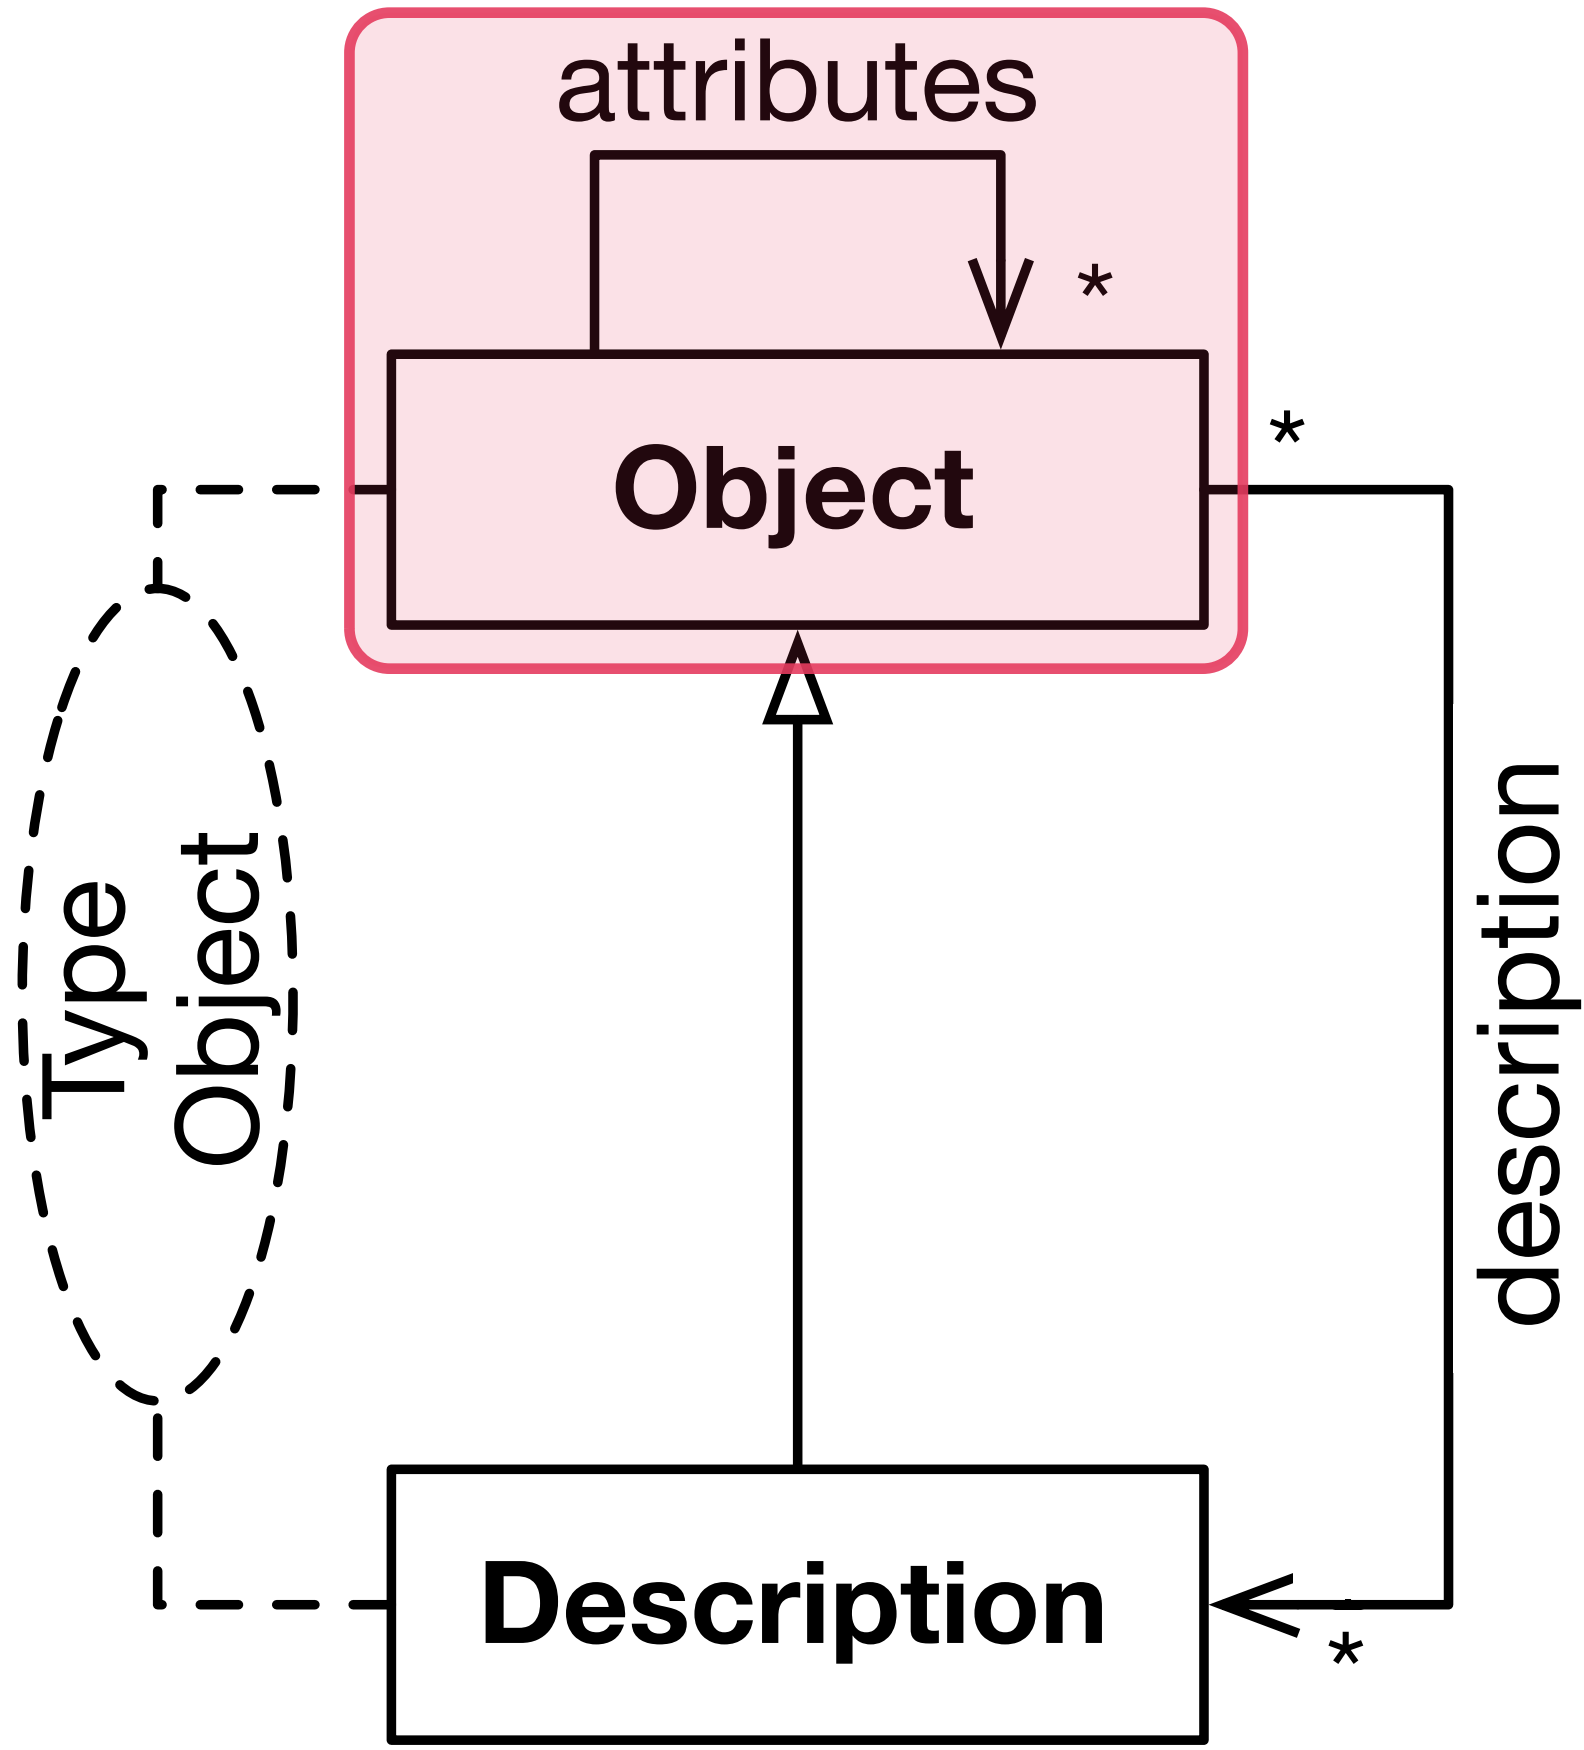 attributes
*
*
Object
Type
Object
description
Description
*